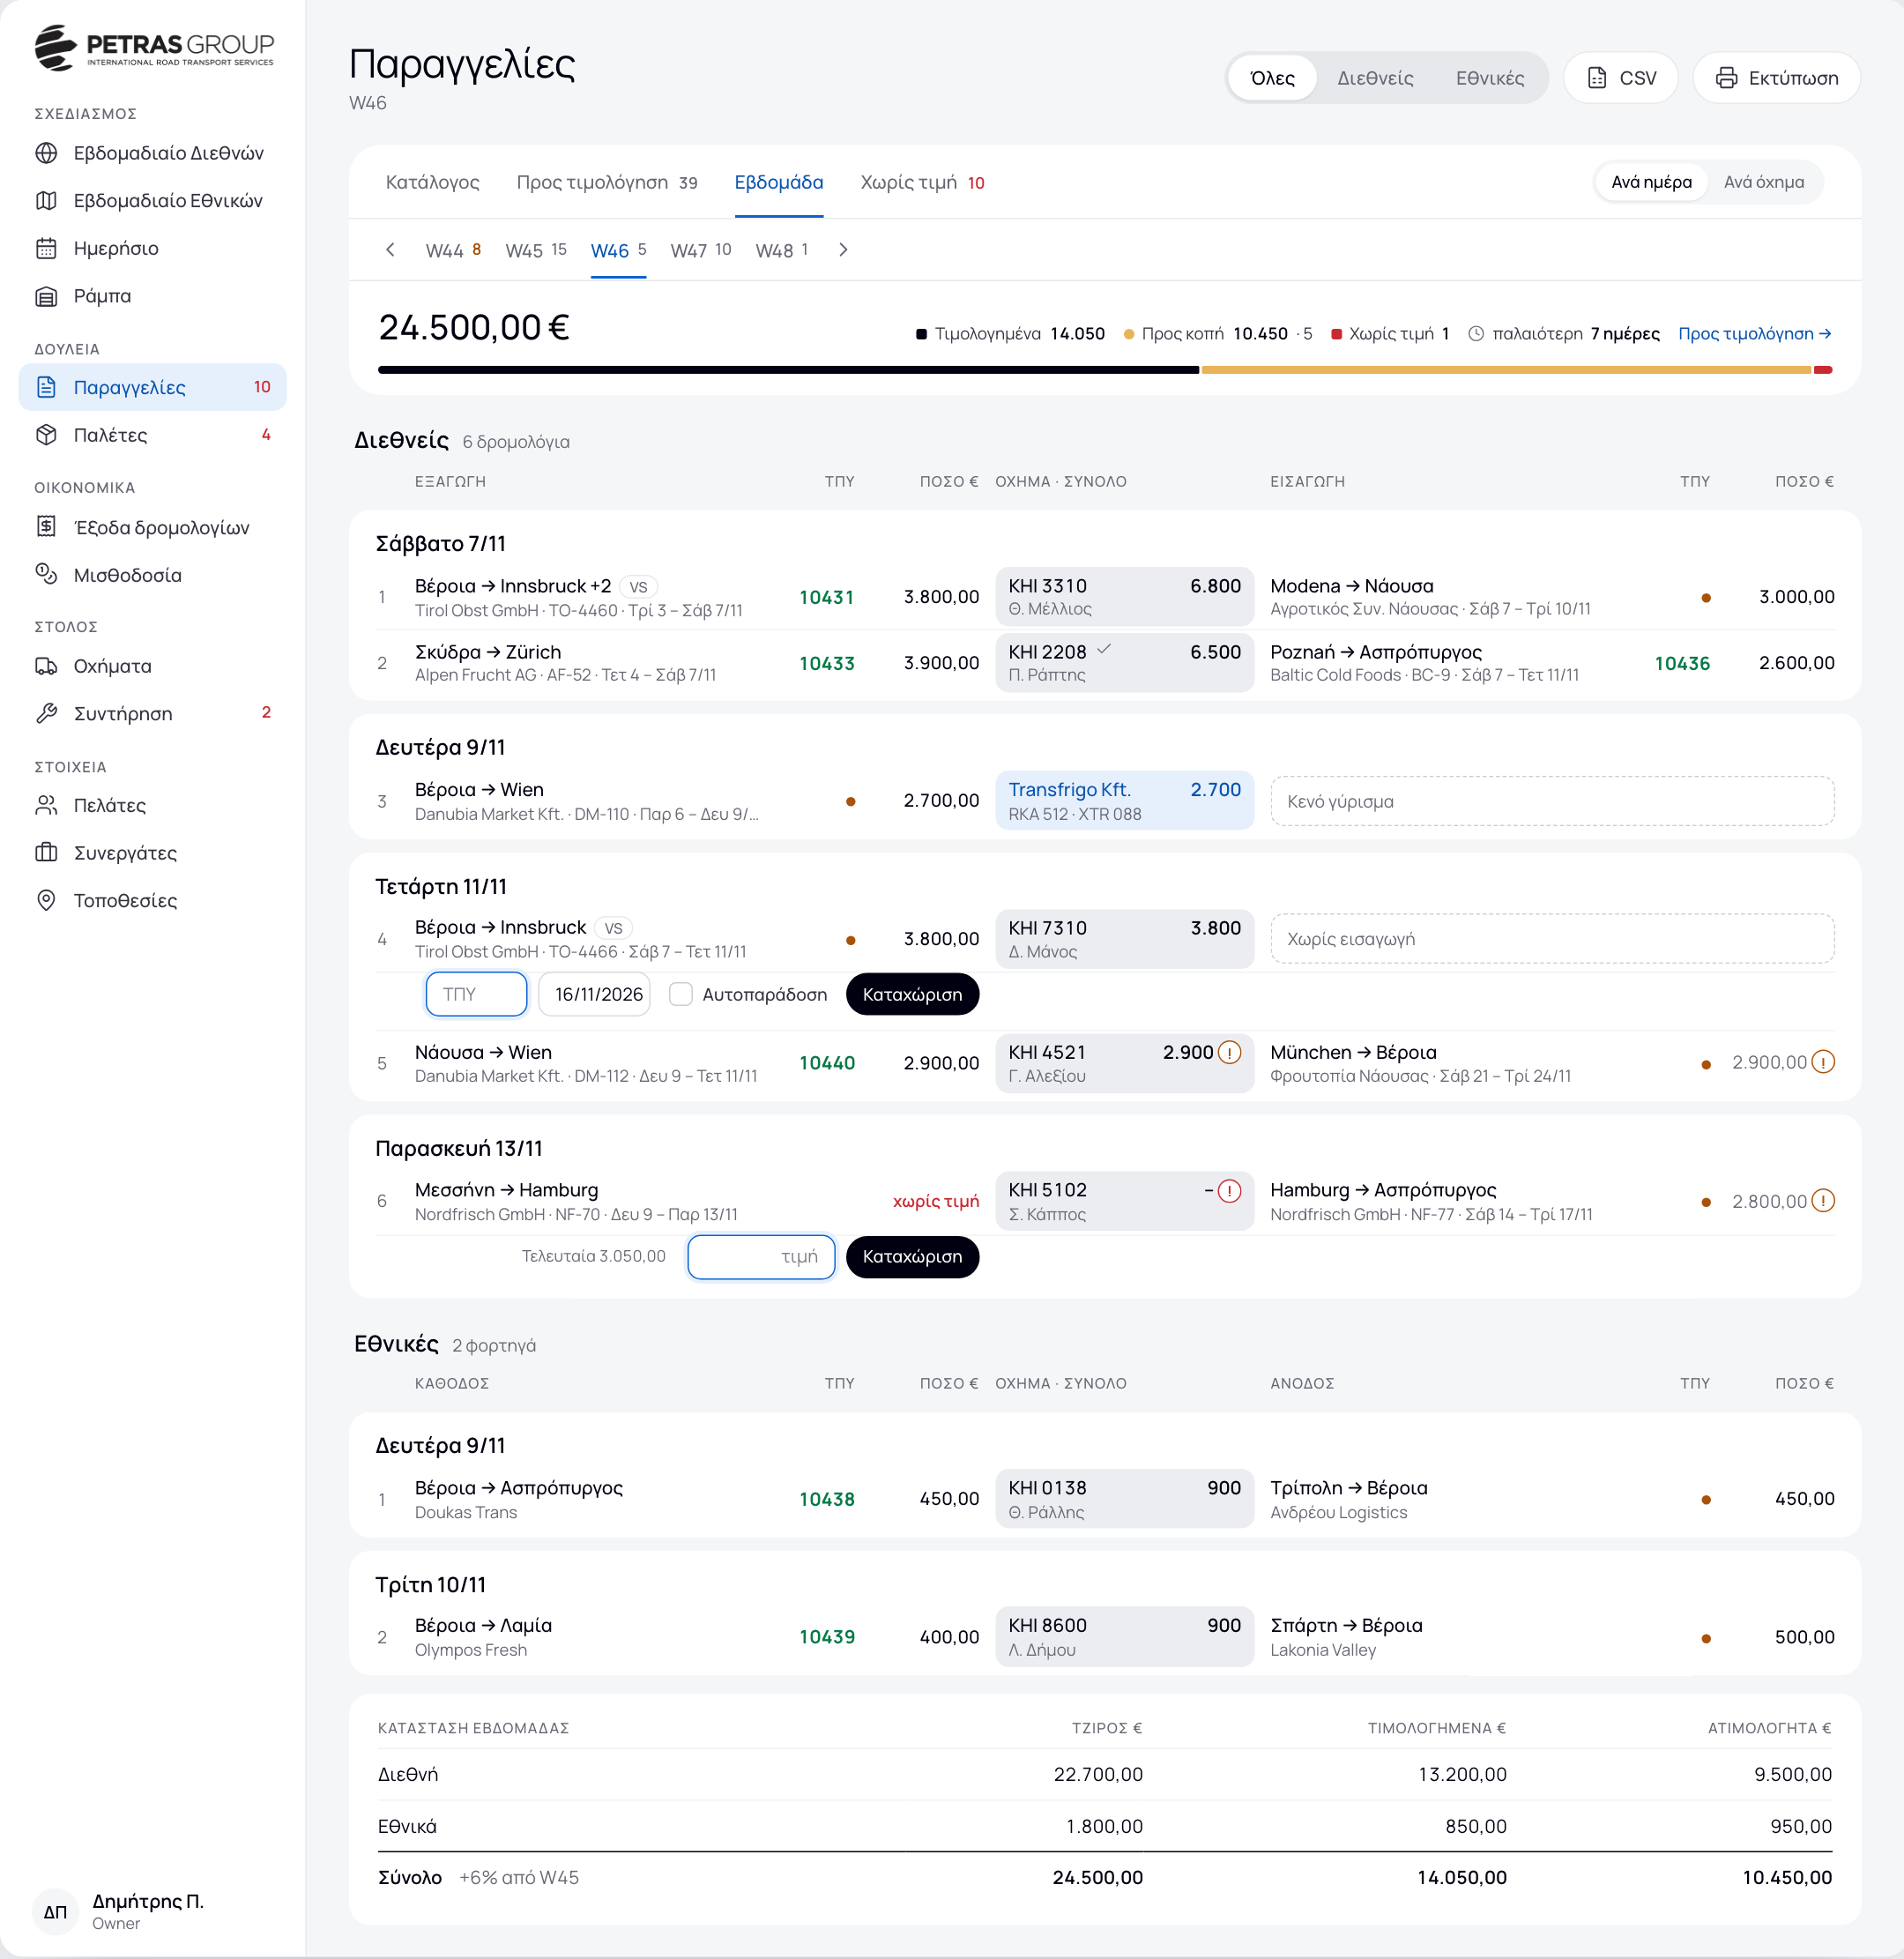 PETRAS GROUP
INTERNATIONAL ROAD TRANSPORT SERVICES
ΣΧΕΔΙΑΣΜΟΣ
Εβδομαδιαίο Διεθνών
Εβδομαδιαίο Εθνικών
Ημερήσιο
Ράμπα
ΔΟΥΛΕΙΑ
Παραγγελίες 10
Παλέτες 4
ΟΙΚΟΝΟΜΙΚΑ
Έξοδα δρομολογίων
Μισθοδοσία
ΣΤΟΛΟΣ
Οχήματα
Συντήρηση 2
ΣΤΟΙΧΕΙΑ
Πελάτες
Συνεργάτες
Τοποθεσίες
ΔΠ Δημήτρης Π.
Owner
Παραγγελίες
W46
Όλες Διεθνείς Εθνικές CSV Εκτύπωση
Κατάλογος Προς τιμολόγηση 39 Εβδομάδα Χωρίς τιμή 10 Ανά ημέρα Ανά όχημα
W44 8 W45 15 W46 5 W47 10 W48 1
24.500,00 € Τιμολογημένα 14.050 Προς κοπή 10.450 · 5 Χωρίς τιμή 1 παλαιότερη 7 ημέρες Προς τιμολόγηση →
Διεθνείς 6 δρομολόγια
ΕΞΑΓΩΓΗ ΤΠΥ ΠΟΣΟ € ΟΧΗΜΑ · ΣΥΝΟΛΟ ΕΙΣΑΓΩΓΗ ΤΠΥ ΠΟΣΟ €
Σάββατο 7/11
1 Βέροια → Innsbruck +2 VS 10431 3.800,00 KHI 3310 6.800 Modena → Νάουσα 3.000,00
Tirol Obst GmbH · TO-4460 · Τρί 3 – Σάβ 7/11 Θ. Μέλλιος Αγροτικός Συν. Νάουσας · Σάβ 7 – Τρί 10/11
2 Σκύδρα → Zürich 10433 3.900,00 KHI 2208 6.500 Poznań → Ασπρόπυργος 10436 2.600,00
Alpen Frucht AG · AF-52 · Τετ 4 – Σάβ 7/11 Π. Ράπτης Baltic Cold Foods · BC-9 · Σάβ 7 – Τετ 11/11
Δευτέρα 9/11
3 Βέροια → Wien 2.700,00 Transfrigo Kft. 2.700 Κενό γύρισμα
Danubia Market Kft. · DM-110 · Παρ 6 – Δευ 9/... RKA 512 · XTR 088
Τετάρτη 11/11
4 Βέροια → Innsbruck VS 3.800,00 KHI 7310 3.800 Χωρίς εισαγωγή
Tirol Obst GmbH · TO-4466 · Σάβ 7 – Τετ 11/11 Δ. Μάνος
ΤΠΥ 16/11/2026 Αυτοπαράδοση Καταχώριση
5 Νάουσα → Wien 10440 2.900,00 KHI 4521 2.900 ! München → Βέροια 2.900,00 !
Danubia Market Kft. · DM-112 · Δευ 9 – Τετ 11/11 Γ. Αλεξίου Φρουτοπία Νάουσας · Σάβ 21 – Τρί 24/11
Παρασκευή 13/11
6 Μεσσήνη → Hamburg χωρίς τιμή KHI 5102 – ! Hamburg → Ασπρόπυργος 2.800,00 !
Nordfrisch GmbH · NF-70 · Δευ 9 – Παρ 13/11 Σ. Κάππος Nordfrisch GmbH · NF-77 · Σάβ 14 – Τρί 17/11
Τελευταία 3.050,00 τιμή Καταχώριση
Εθνικές 2 φορτηγά
ΚΑΘΟΔΟΣ ΤΠΥ ΠΟΣΟ € ΟΧΗΜΑ · ΣΥΝΟΛΟ ΑΝΟΔΟΣ ΤΠΥ ΠΟΣΟ €
Δευτέρα 9/11
1 Βέροια → Ασπρόπυργος 10438 450,00 KHI 0138 900 Τρίπολη → Βέροια 450,00
Doukas Trans Θ. Ράλλης Ανδρέου Logistics
Τρίτη 10/11
2 Βέροια → Λαμία 10439 400,00 KHI 8600 900 Σπάρτη → Βέροια 500,00
Olympos Fresh Λ. Δήμου Lakonia Valley
ΚΑΤΑΣΤΑΣΗ ΕΒΔΟΜΑΔΑΣ ΤΖΙΡΟΣ € ΤΙΜΟΛΟΓΗΜΕΝΑ € ΑΤΙΜΟΛΟΓΗΤΑ €
Διεθνή 22.700,00 13.200,00 9.500,00
Εθνικά 1.800,00 850,00 950,00
Σύνολο +6% από W45 24.500,00 14.050,00 10.450,00